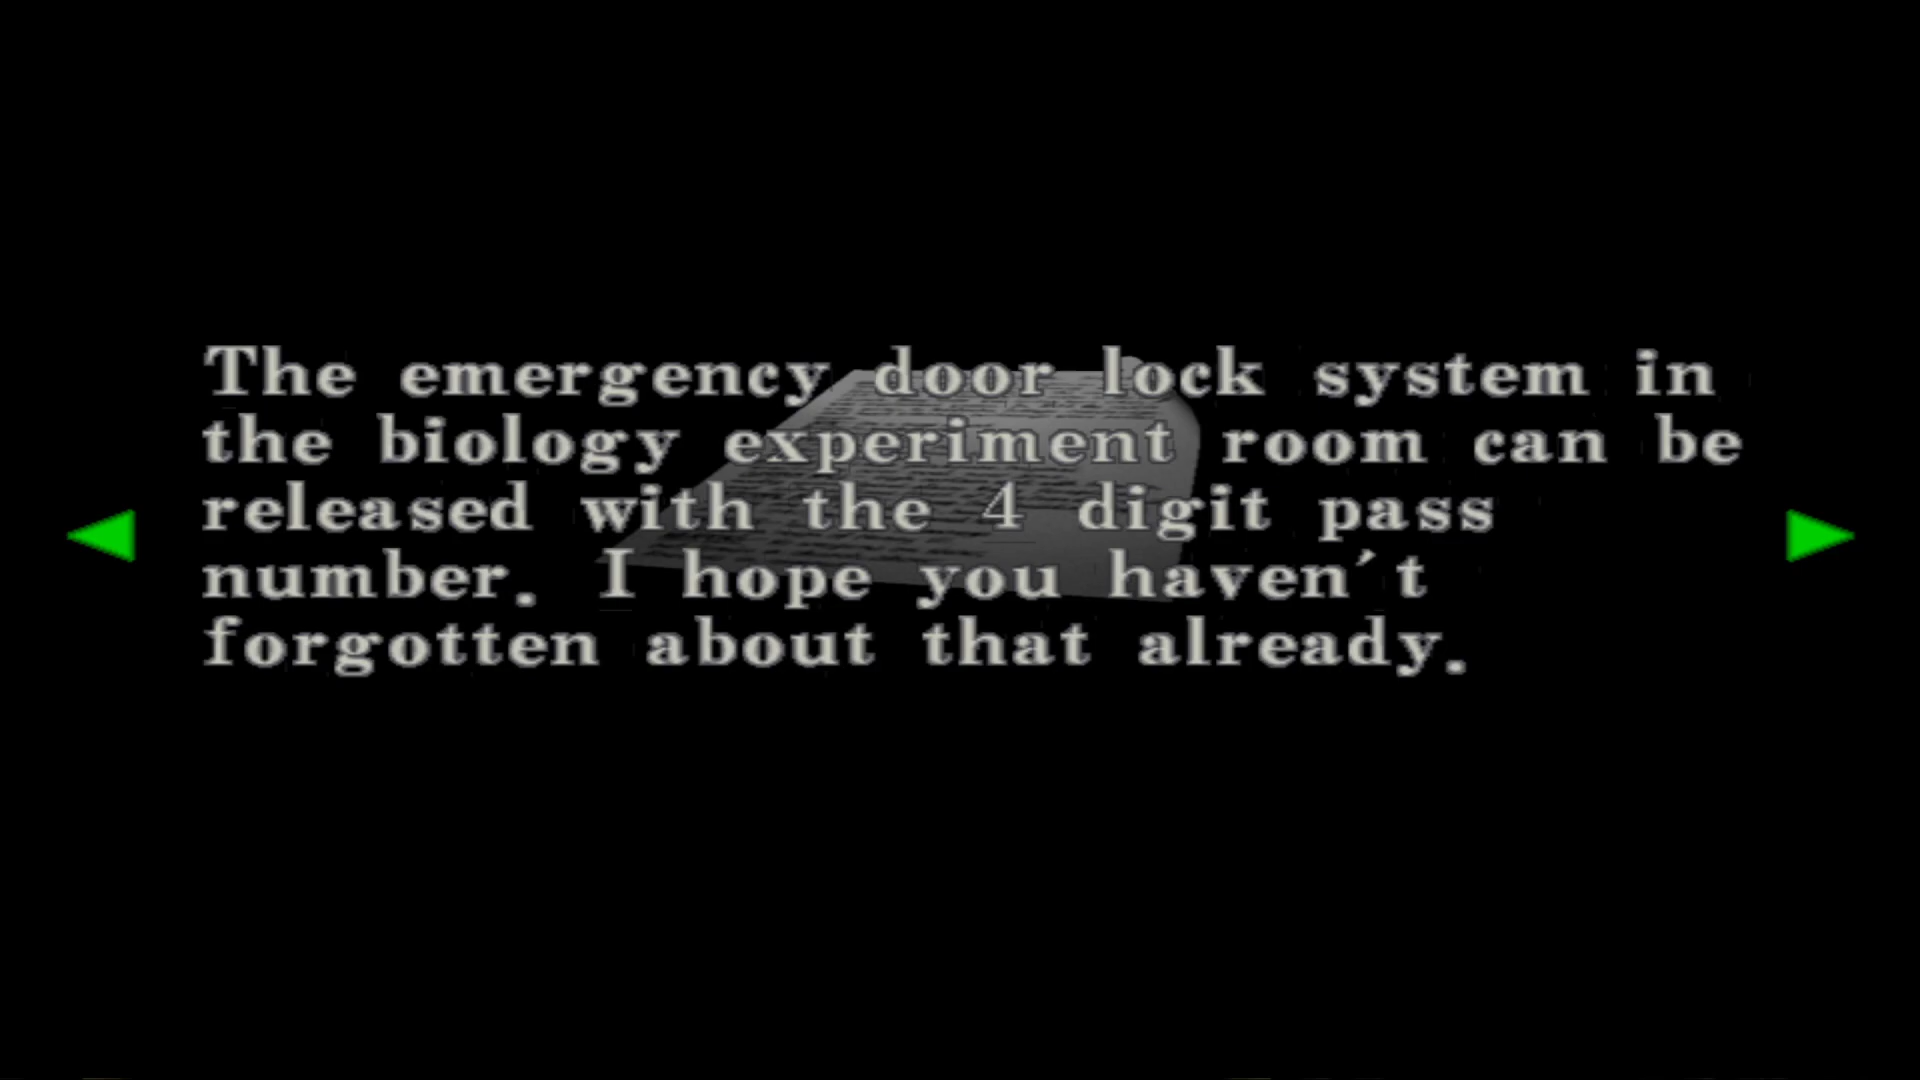 The emergency door lock system in
the biology experiment room can be
released with the 4 digit pass
number. I hope you haven't
forgotten about that already.